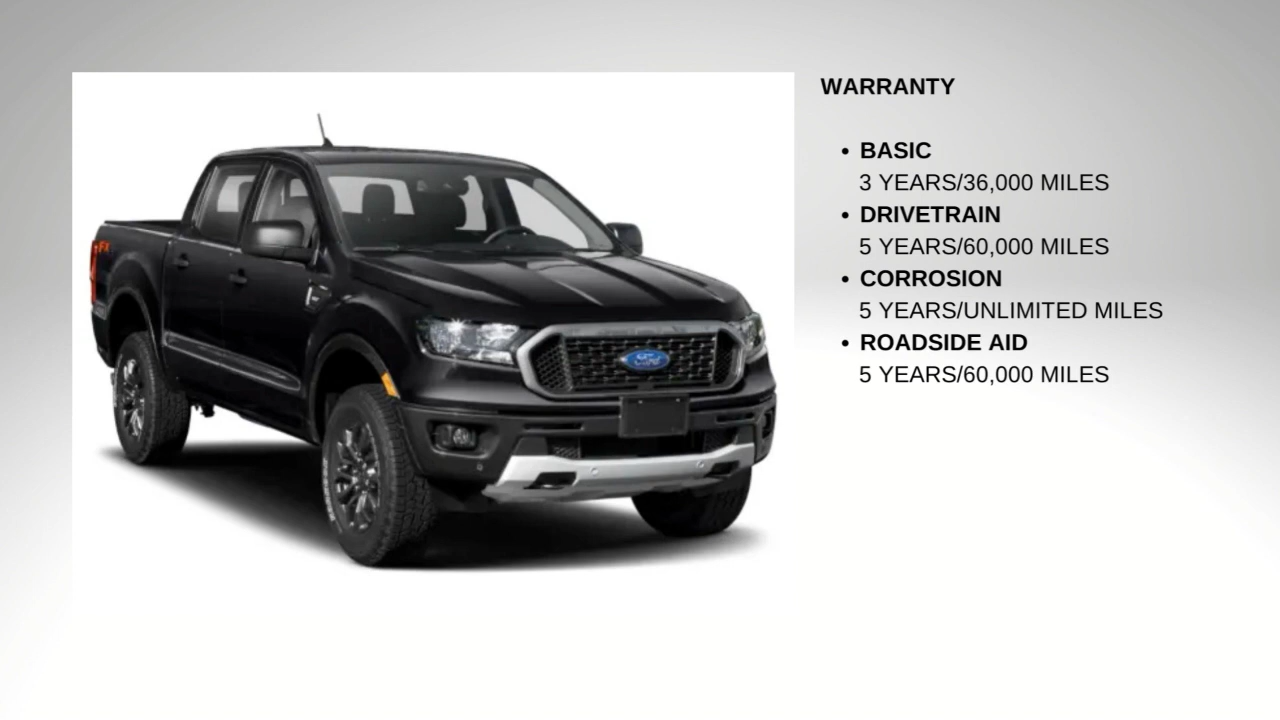 WARRANTY
• BASIC
3 YEARS/36,000 MILES
• DRIVETRAIN
5 YEARS/60,000 MILES
• CORROSION
5 YEARS/UNLIMITED MILES
• ROADSIDE AID
5 YEARS/60,000 MILES
Ford